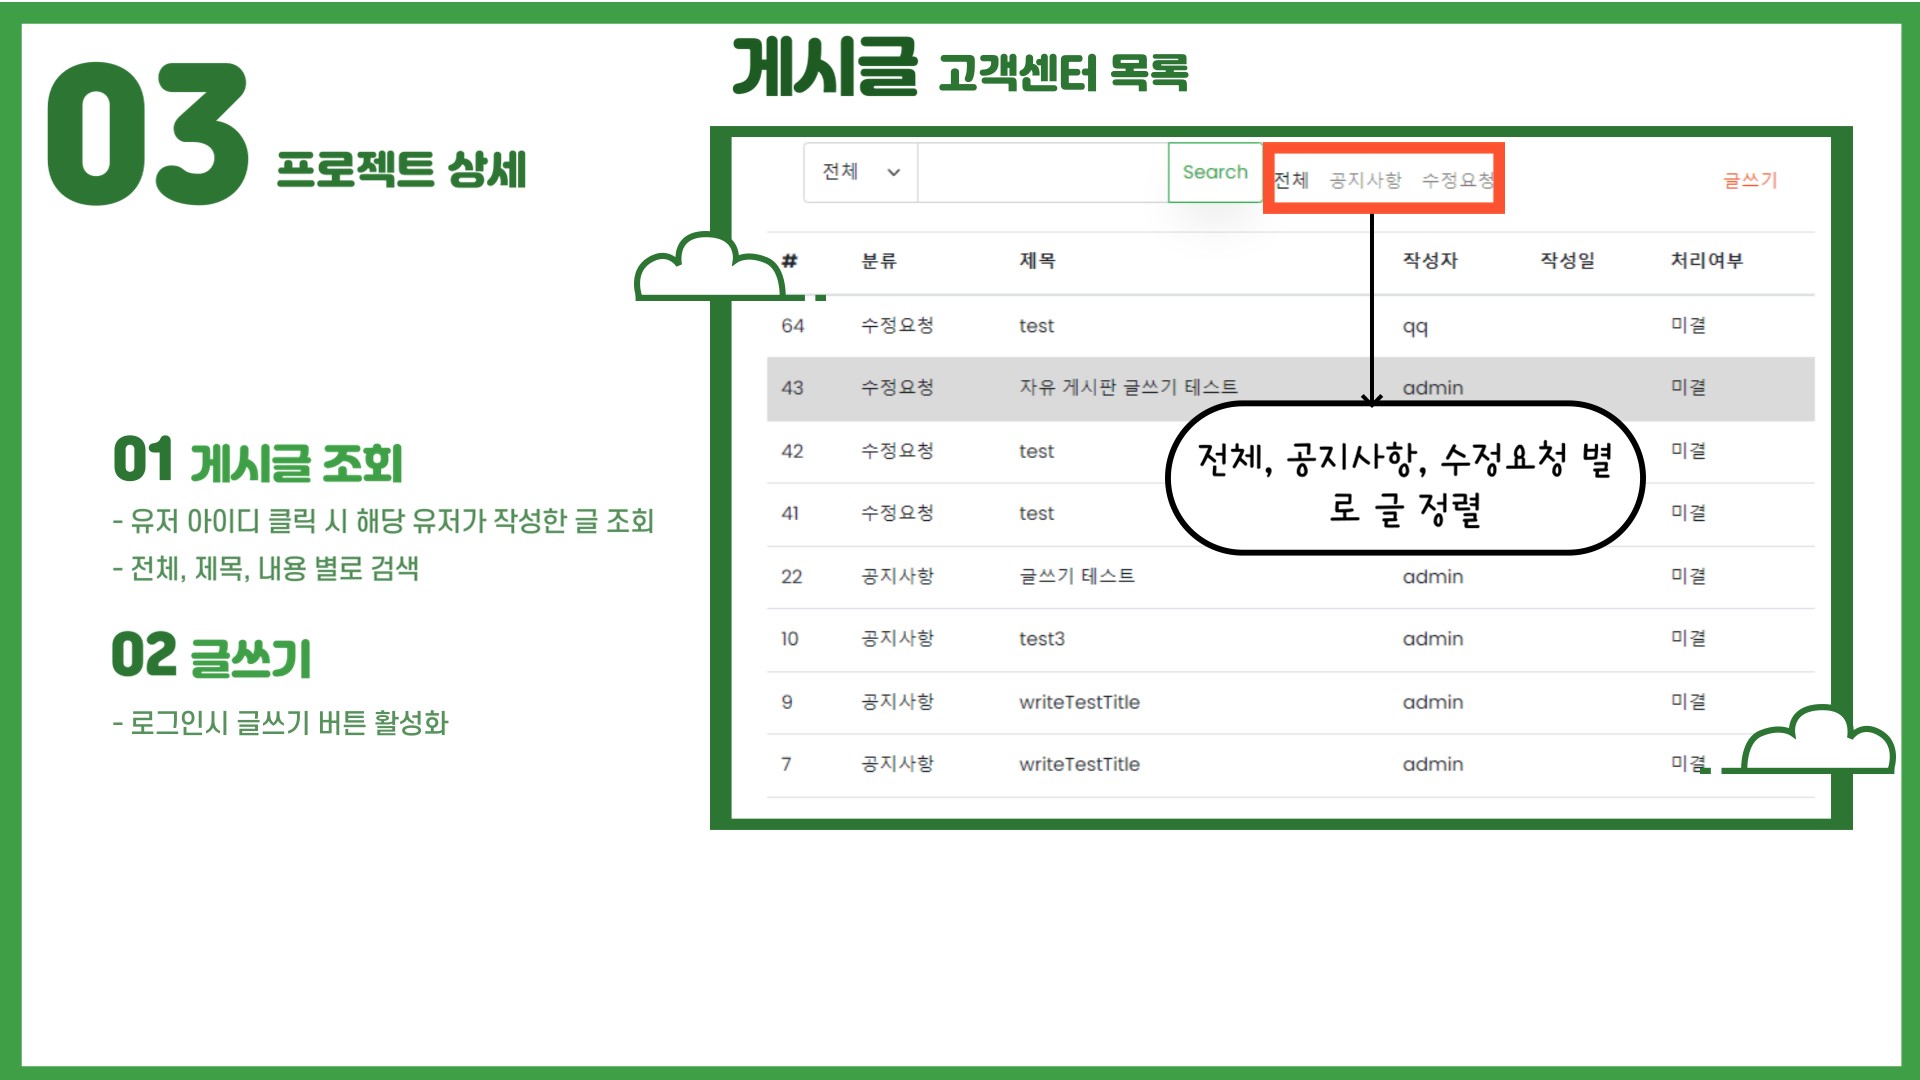 03 프로젝트 상세
게시글 고객센터 목록
01 게시글 조회
- 유저 아이디 클릭 시 해당 유저가 작성한 글 조회
- 전체, 제목, 내용 별로 검색
02 글쓰기
- 로그인시 글쓰기 버튼 활성화
전체 Search 전체 공지사항 수정요청 글쓰기
# 분류 제목 작성자 작성일 처리여부
64 수정요청 test qq 미결
43 수정요청 자유 게시판 글쓰기 테스트 admin 미결
42 수정요청 test 미결
41 수정요청 test 미결
22 공지사항 글쓰기 테스트 admin 미결
10 공지사항 test3 admin 미결
9 공지사항 writeTestTitle admin 미결
7 공지사항 writeTestTitle admin 미결
전체, 공지사항, 수정요청 별
로 글 정렬